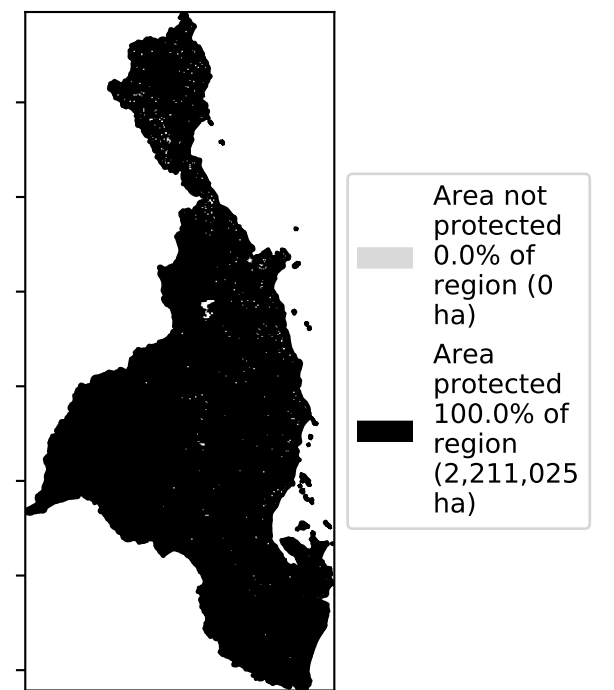 Area not
protected
0.0% of
region (0
ha)
Area
protected
100.0% of
region
(2,211,025
ha)